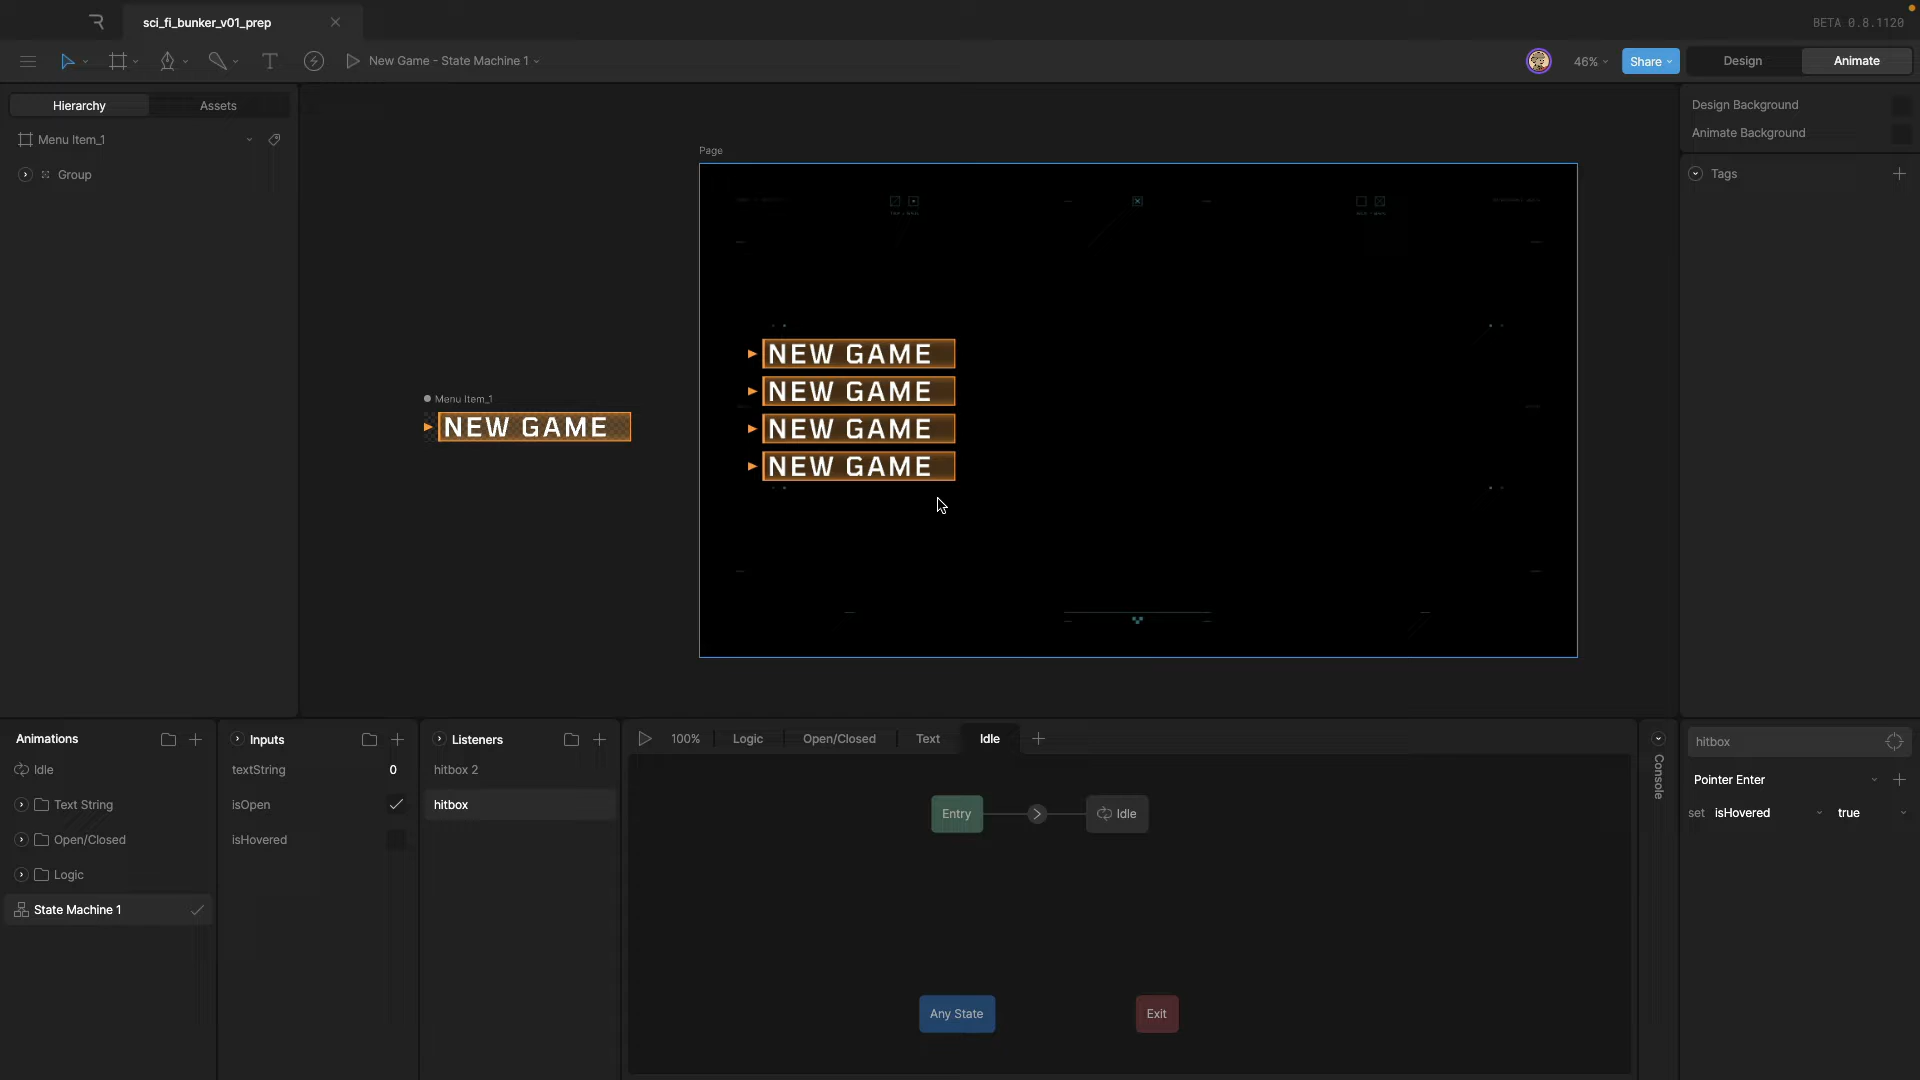 sci_fi_bunker_v01_prep
BETA 0.8.1120
New Game - State Machine 1
46%
Share
Design
Animate
Hierarchy
Assets
Menu Item_1
Group
Page
Menu Item_1
NEW GAME
NEW GAME
NEW GAME
NEW GAME
NEW GAME
Design Background
Animate Background
Tags
Animations
Idle
Text String
Open/Closed
Logic
State Machine 1
Inputs
textString
0
isOpen
isHovered
Listeners
hitbox 2
hitbox
100%
Logic
Open/Closed
Text
Idle
Entry
Idle
Any State
Exit
Console
hitbox
Pointer Enter
set isHovered true